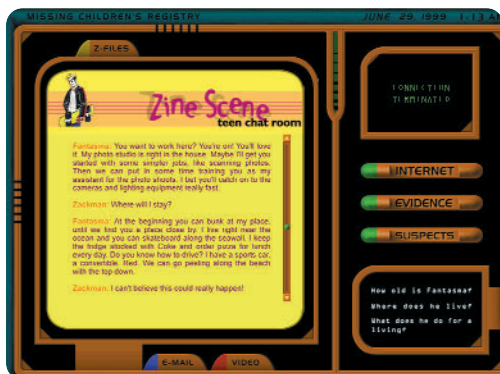 MISSING CHILDREN'S REGISTRY
JUNE 29, 1999 1:13 A
Z-FILES
Zine Scene
teen chat room
Fantasma: You want to work here? You're on! You'll love
it. My photo studio is right in the house. Maybe I'll get you
started with some simpler jobs, like scanning photos.
Then we can put in some time training you as my
assistant for the photo shoots. I but you'll catch on to the
cameras and lighting equipment really fast.
Zackman: Where will I stay?
Fantasma: At the beginning you can bunk at my place,
until we find you a place close by. I live right near the
ocean and you can skateboard along the seawall. I keep
the fridge stocked with Coke and order pizza for lunch
every day. Do you know how to drive? I have a sports car,
a convertible. Red. We can go peeling along the beach
with the top down.
Zackman: I can't believe this could really happen!
E-MAIL
VIDEO
CONNECTION
TERMINATED
INTERNET
EVIDENCE
SUSPECTS
How old is Fantasma?
Where does he live?
What does he do for a
living?